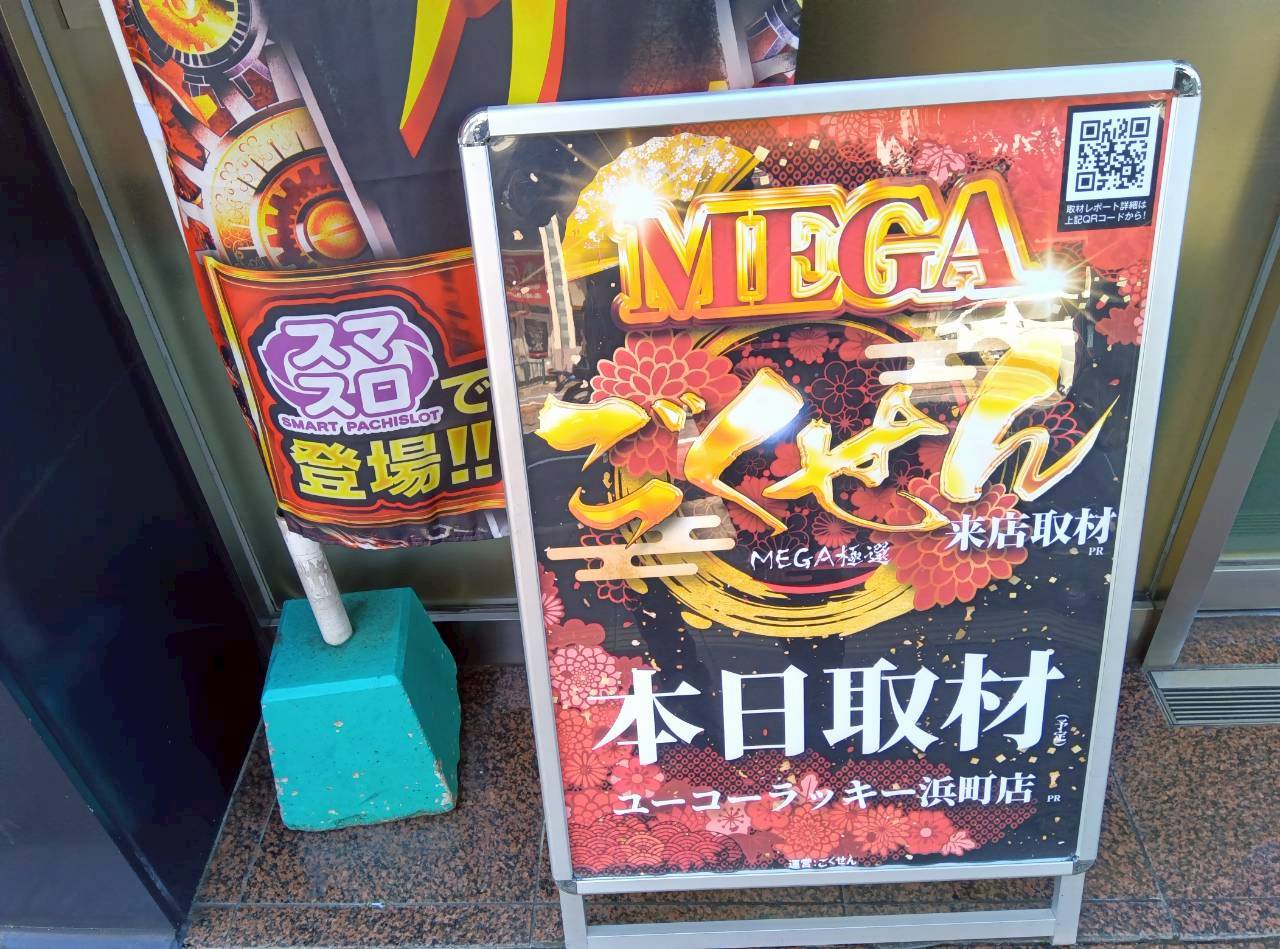 スマ
スロで
SMART PACHISLOT
登場!!
取材レポート詳細は
上記QRコードから!
MEGA
ごくせん
MEGA極選
来店取材
PR
本日取材
(予定)
ユーコーラッキー浜町店 PR
運営:ごくせん